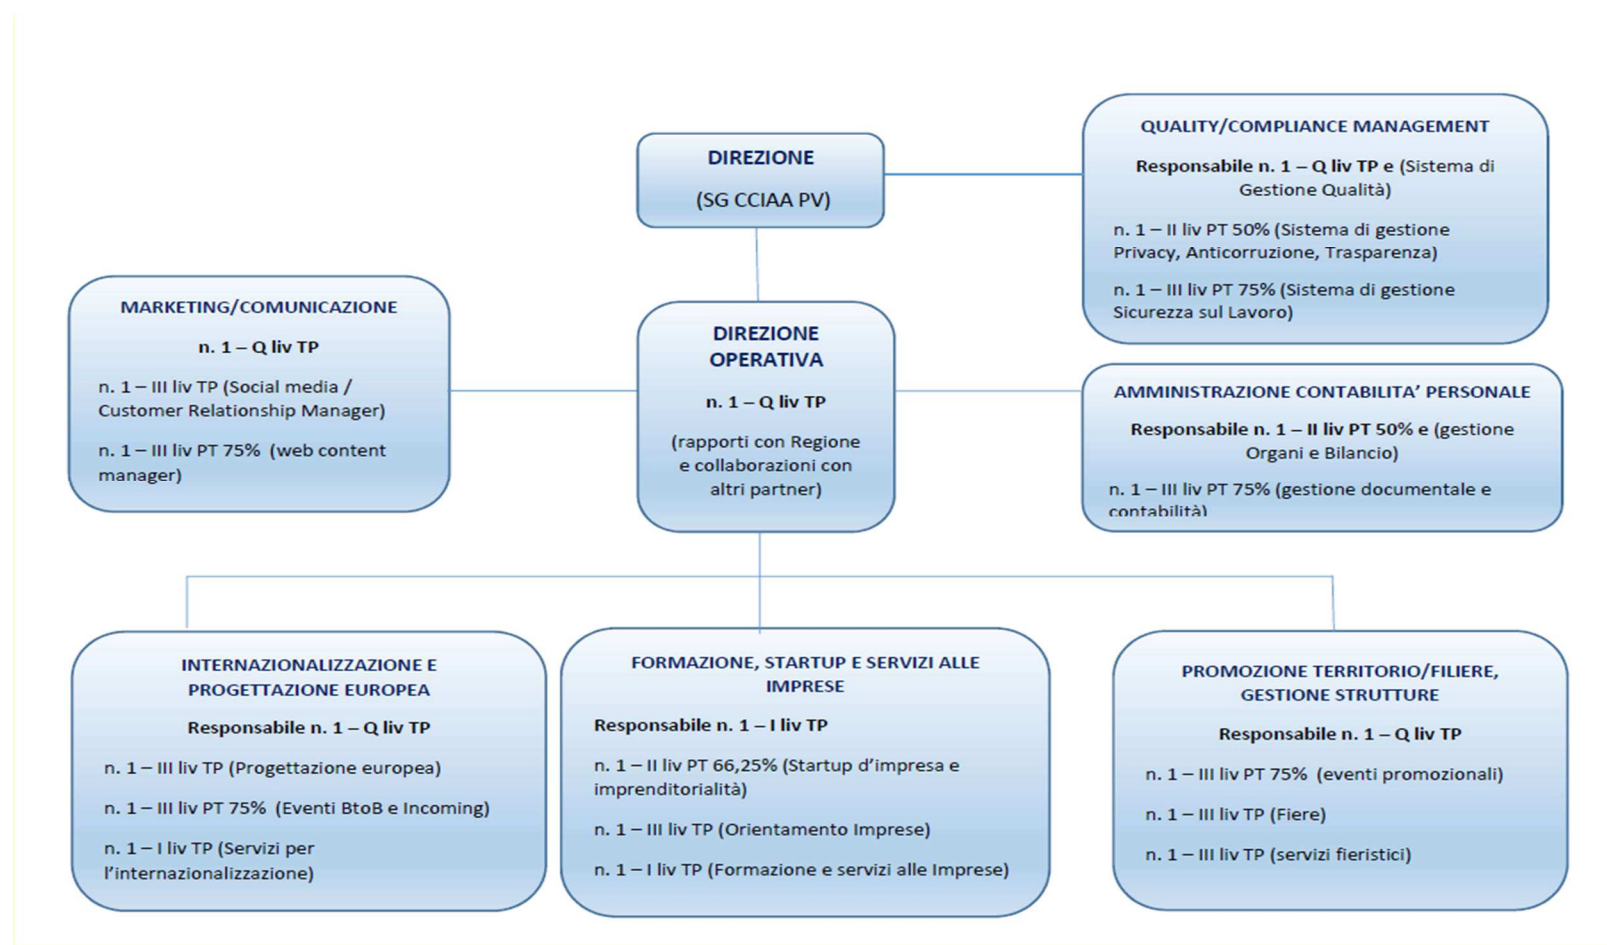 DIREZIONE
(SG CCIAA PV)
QUALITY/COMPLIANCE MANAGEMENT
Responsabile n. 1 – Q liv TP e (Sistema di
Gestione Qualità)
n. 1 – II liv PT 50% (Sistema di gestione
Privacy, Anticorruzione, Trasparenza)
n. 1 – III liv PT 75% (Sistema di gestione
Sicurezza sul Lavoro)
MARKETING/COMUNICAZIONE
n. 1 – Q liv TP
n. 1 – III liv TP (Social media /
Customer Relationship Manager)
n. 1 – III liv PT 75% (web content
manager)
DIREZIONE
OPERATIVA
n. 1 – Q liv TP
(rapporti con Regione
e collaborazioni con
altri partner)
AMMINISTRAZIONE CONTABILITA’ PERSONALE
Responsabile n. 1 – II liv PT 50% e (gestione
Organi e Bilancio)
n. 1 – III liv PT 75% (gestione documentale e
contabilità)
INTERNAZIONALIZZAZIONE E
PROGETTAZIONE EUROPEA
Responsabile n. 1 – Q liv TP
n. 1 – III liv TP (Progettazione europea)
n. 1 – III liv PT 75% (Eventi BtoB e Incoming)
n. 1 – I liv TP (Servizi per
l’internazionalizzazione)
FORMAZIONE, STARTUP E SERVIZI ALLE
IMPRESE
Responsabile n. 1 – I liv TP
n. 1 – II liv PT 66,25% (Startup d’impresa e
imprenditorialità)
n. 1 – III liv TP (Orientamento Imprese)
n. 1 – I liv TP (Formazione e servizi alle Imprese)
PROMOZIONE TERRITORIO/FILIERE,
GESTIONE STRUTTURE
Responsabile n. 1 – Q liv TP
n. 1 – III liv PT 75% (eventi promozionali)
n. 1 – III liv TP (Fiere)
n. 1 – III liv TP (servizi fieristici)